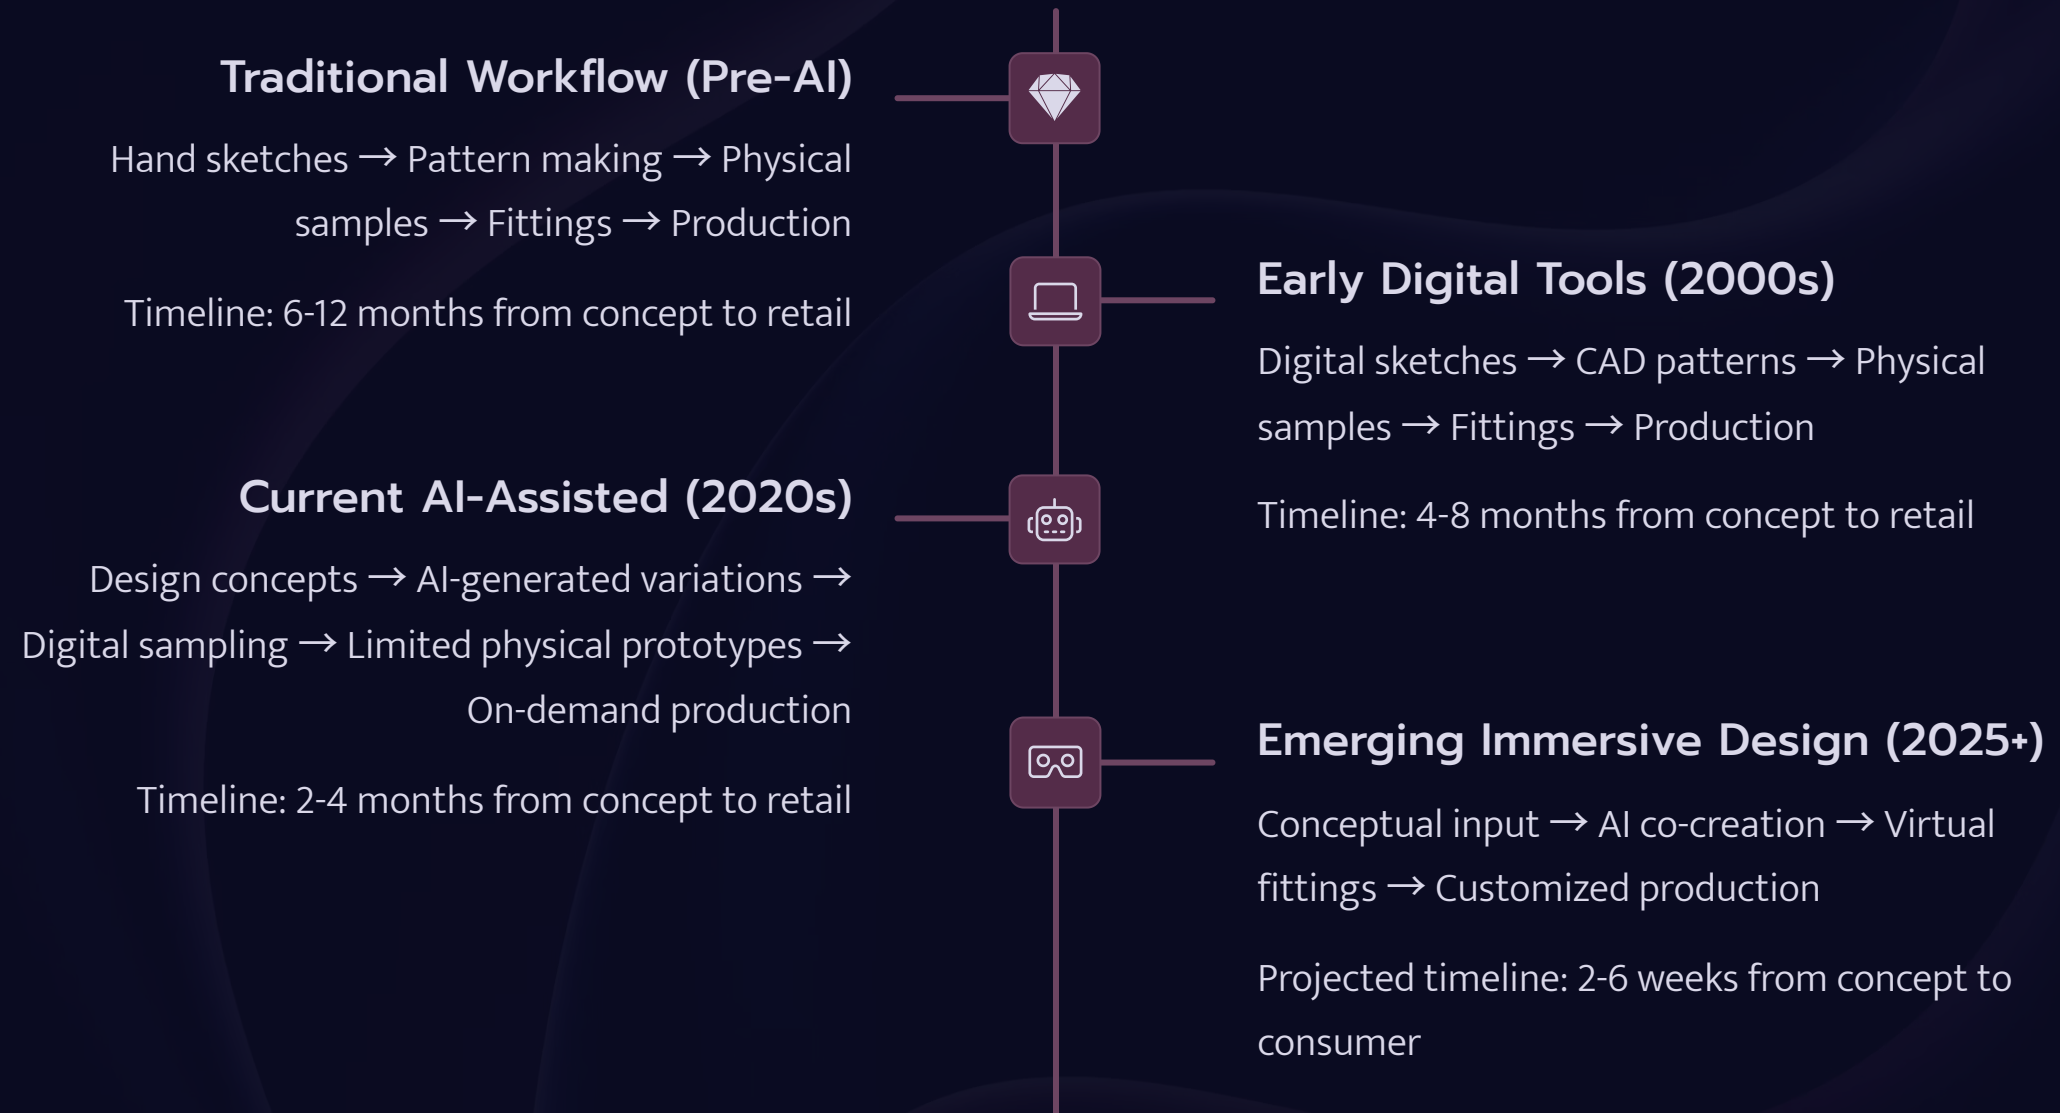 Traditional Workflow (Pre-AI)
Hand sketches → Pattern making → Physical
samples → Fittings → Production
Timeline: 6-12 months from concept to retail
Early Digital Tools (2000s)
Digital sketches → CAD patterns → Physical
samples → Fittings → Production
Timeline: 4-8 months from concept to retail
Current AI-Assisted (2020s)
Design concepts → AI-generated variations →
Digital sampling → Limited physical prototypes →
On-demand production
Timeline: 2-4 months from concept to retail
Emerging Immersive Design (2025+)
Conceptual input → AI co-creation → Virtual
fittings → Customized production
Projected timeline: 2-6 weeks from concept to
consumer